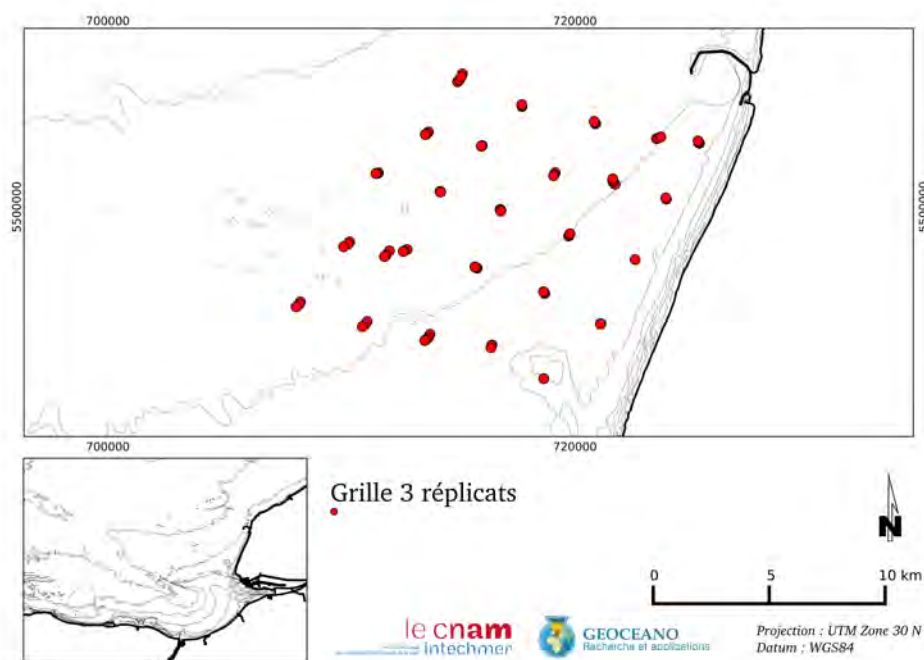 700000 720000
5500000 5500000
700000 720000
Grille 3 réplicats
N
0 5 10 km
le cnam
intechmer
GEOCEANO
Recherche et applications
Projection : UTM Zone 30 N
Datum : WGS84